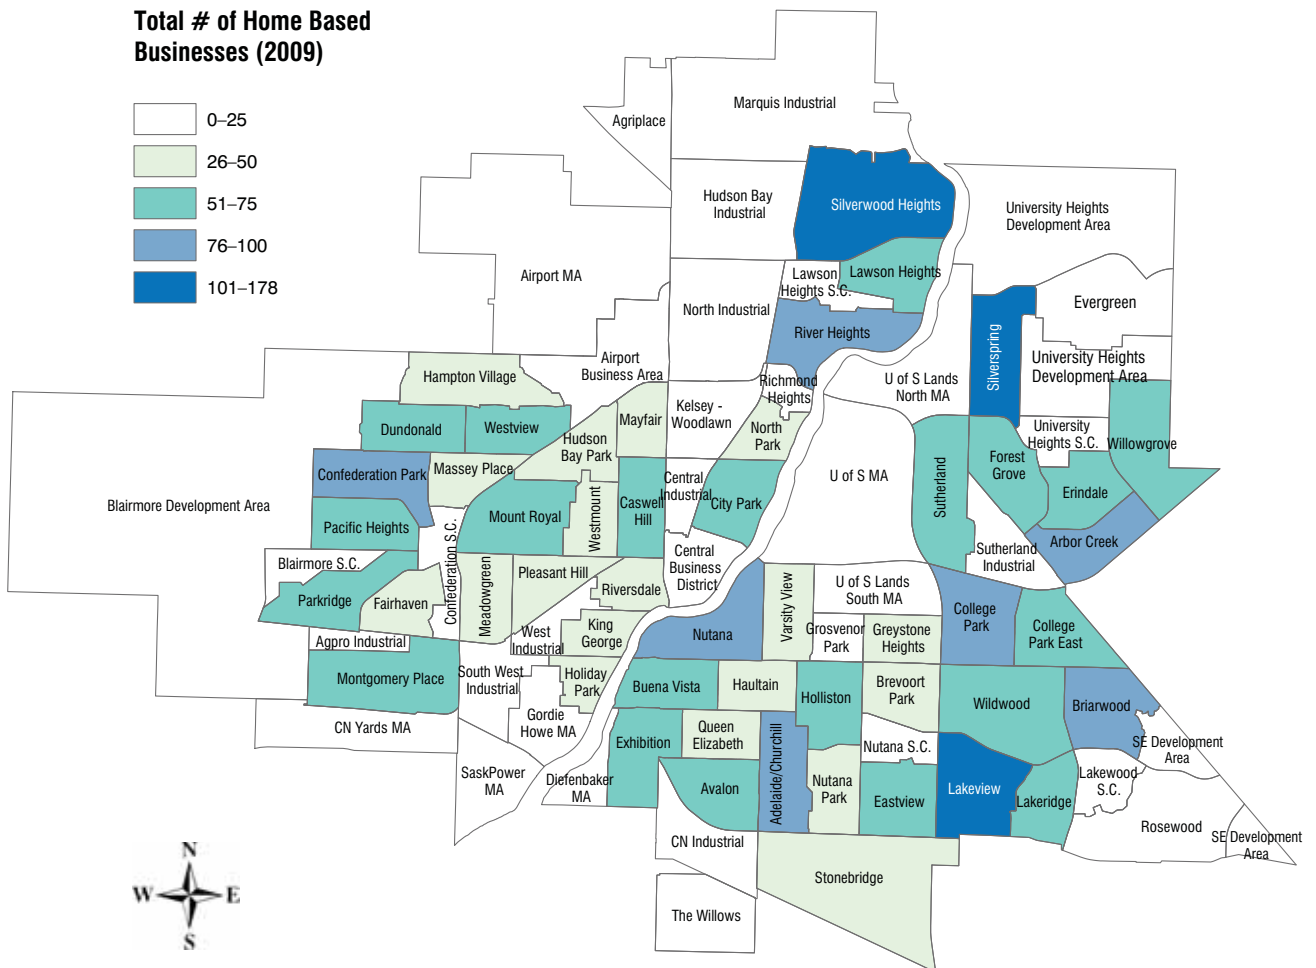 Total # of Home Based
Businesses (2009)
0–25
26–50
51–75
76–100
101–178
Marquis Industrial
Agriplace
Hudson Bay
Industrial
Silverwood Heights
University Heights
Development Area
Airport MA
Lawson
Heights S.C.
Lawson Heights
North Industrial
River Heights
Evergreen
Silverspring
University Heights
Development Area
Airport
Business Area
Richmond
Heights
U of S Lands
North MA
Hampton Village
Kelsey -
Woodlawn
Mayfair
North
Park
Dundonald
Westview
Hudson
Bay Park
University
Heights S.C.
Willowgrove
Confederation Park
Massey Place
Forest
Grove
Sutherland
U of S MA
Central
Industrial
City Park
Caswell
Hill
Erindale
Blairmore Development Area
Mount Royal
Westmount
Pacific Heights
Confederation S.C.
Arbor Creek
Sutherland
Industrial
Central
Business
District
Blairmore S.C.
Pleasant Hill
Meadowgreen
Parkridge
Fairhaven
Riversdale
Varsity View
U of S Lands
South MA
College
Park
College
Park East
Agpro Industrial
West
Industrial
King
George
Nutana
Grosvenor
Park
Greystone
Heights
Montgomery Place
South West
Industrial
Holiday
Park
Buena Vista
Haultain
Holliston
Brevoort
Park
Wildwood
Briarwood
CN Yards MA
Gordie
Howe MA
Exhibition
Queen
Elizabeth
Adelaide/Churchill
Nutana S.C.
SE Development
Area
SaskPower
MA
Diefenbaker
MA
Avalon
Nutana
Park
Eastview
Lakeview
Lakeridge
Lakewood
S.C.
Rosewood
SE Development
Area
CN Industrial
Stonebridge
The Willows
N
W
E
S